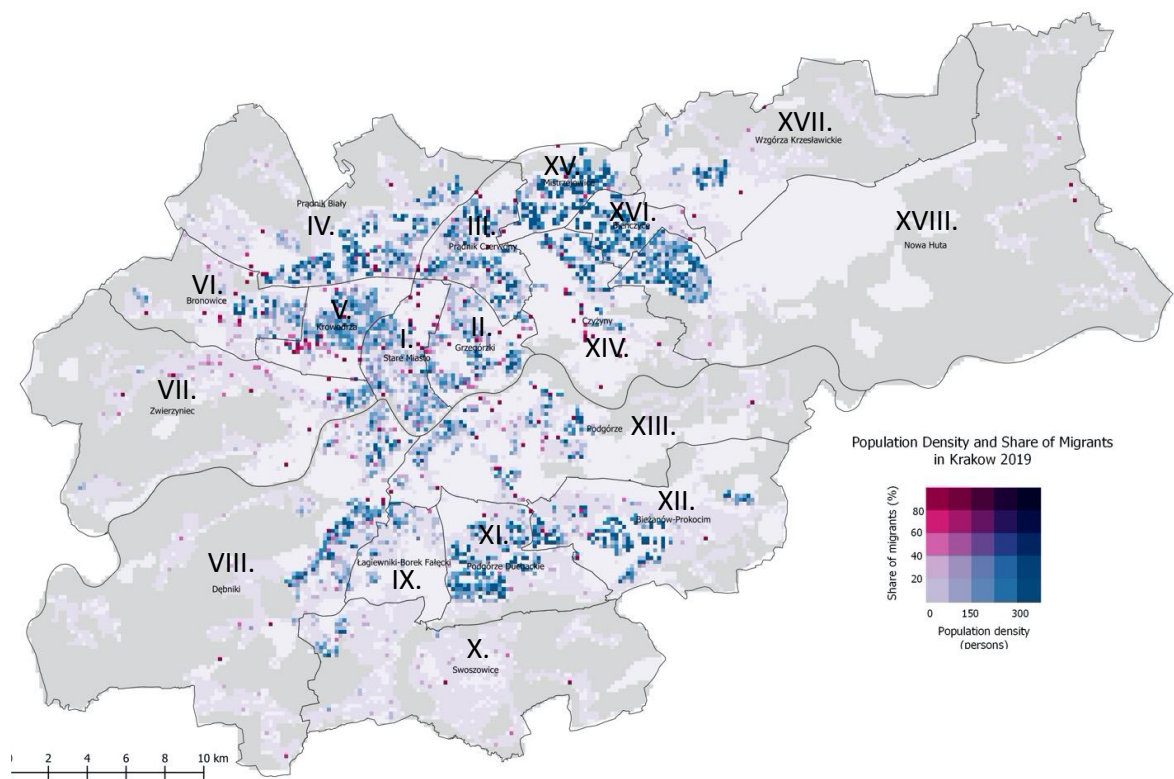 XVII.
Wzgórza Krzesławickie
XV.
Mistrzejowice
Prądnik Biały
IV.
III.
Prądnik Czerwony
XVI.
Bieńczyce
XVIII.
Nowa Huta
VI.
Bronowice
V.
Krowodrza
I.
Stare Miasto
II.
Grzegórzki
Czyżyny
XIV.
VII.
Zwierzyniec
Podgórze XIII.
Population Density and Share of Migrants
in Krakow 2019
Share of migrants (%)
80
60
40
20
0 150 300
Population density
(persons)
XII.
Bieżanów-Prokocim
XI.
Podgórze Duchackie
VIII.
Dębniki
Łagiewniki-Borek Fałęcki
IX.
X.
Swoszowice
2 4 6 8 10 km